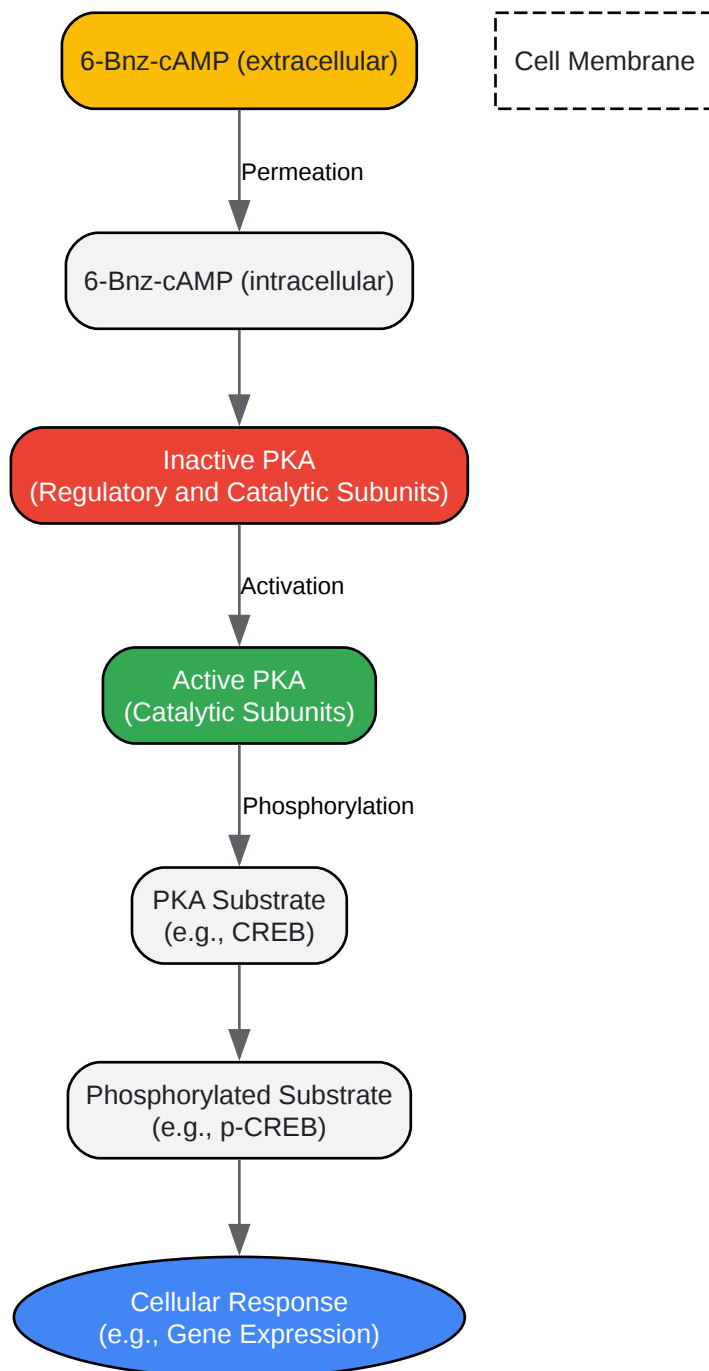 6-Bnz-cAMP (extracellular)
Cell Membrane
Permeation
6-Bnz-cAMP (intracellular)
Inactive PKA
(Regulatory and Catalytic Subunits)
Activation
Active PKA
(Catalytic Subunits)
Phosphorylation
PKA Substrate
(e.g., CREB)
Phosphorylated Substrate
(e.g., p-CREB)
Cellular Response
(e.g., Gene Expression)